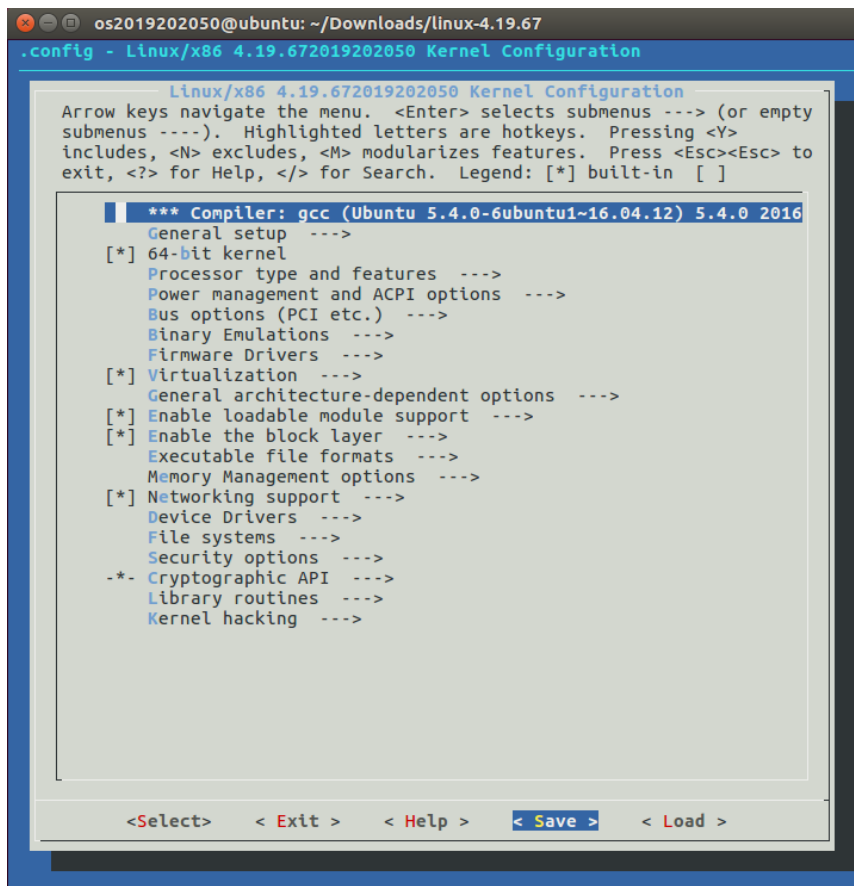 os2019202050@ubuntu: ~/Downloads/linux-4.19.67
.config - Linux/x86 4.19.672019202050 Kernel Configuration
Linux/x86 4.19.672019202050 Kernel Configuration
Arrow keys navigate the menu.  <Enter> selects submenus ---> (or empty
submenus ----).  Highlighted letters are hotkeys.  Pressing <Y>
includes, <N> excludes, <M> modularizes features.  Press <Esc><Esc> to
exit, <?> for Help, </> for Search.  Legend: [*] built-in  [ ]
*** Compiler: gcc (Ubuntu 5.4.0-6ubuntu1~16.04.12) 5.4.0 2016
General setup  --->
[*] 64-bit kernel
Processor type and features  --->
Power management and ACPI options  --->
Bus options (PCI etc.)  --->
Binary Emulations  --->
Firmware Drivers  --->
[*] Virtualization  --->
General architecture-dependent options  --->
[*] Enable loadable module support  --->
[*] Enable the block layer  --->
Executable file formats  --->
Memory Management options  --->
[*] Networking support  --->
Device Drivers  --->
File systems  --->
Security options  --->
-*- Cryptographic API  --->
Library routines  --->
Kernel hacking  --->
<Select>    < Exit >    < Help >    < Save >    < Load >